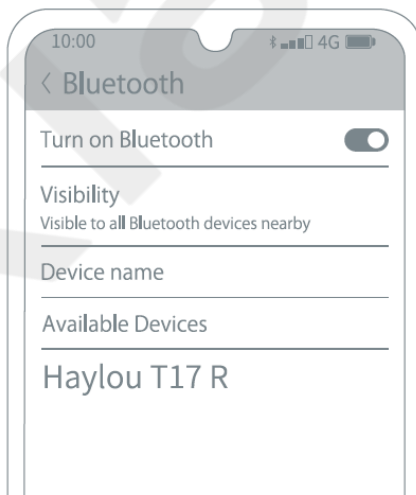 10:00
4G
< Bluetooth
Turn on Bluetooth
Visibility
Visible to all Bluetooth devices nearby
Device name
Available Devices
Haylou T17 R